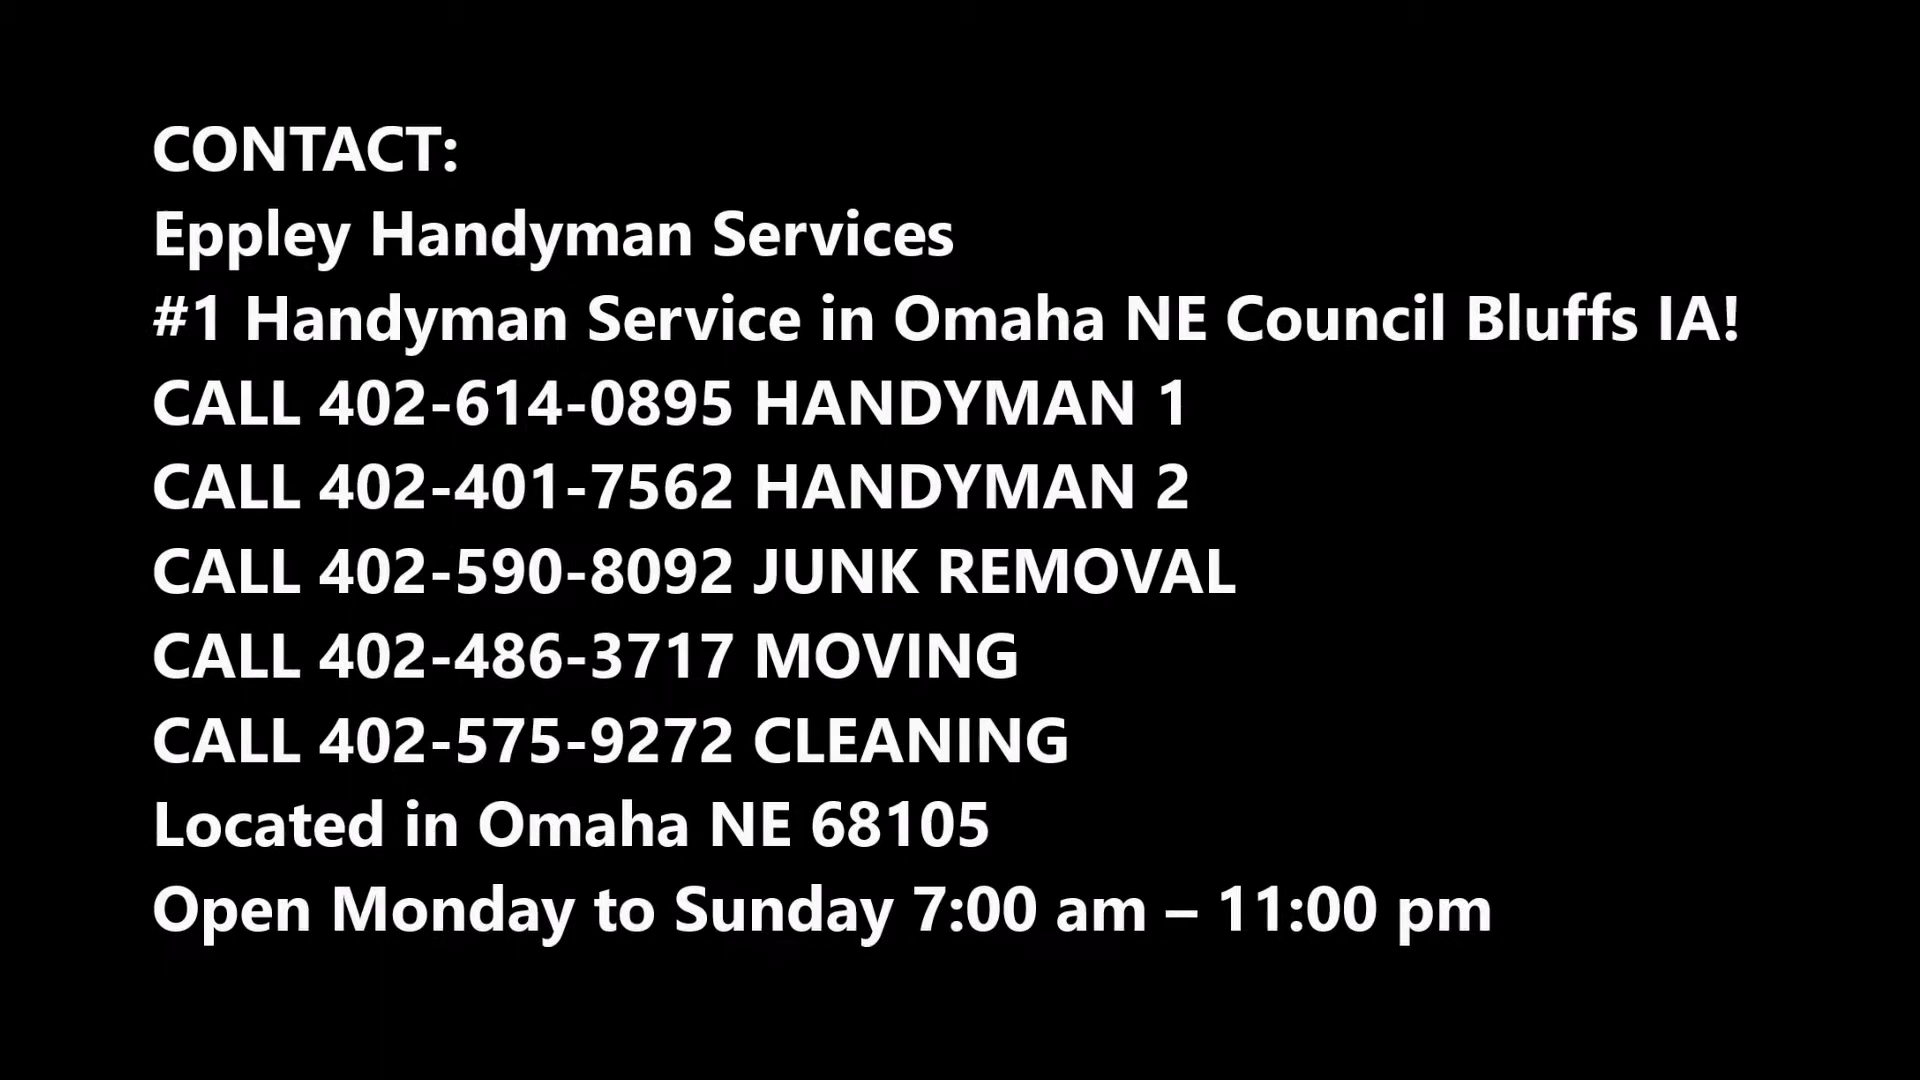 CONTACT:
Eppley Handyman Services
#1 Handyman Service in Omaha NE Council Bluffs IA!
CALL 402-614-0895 HANDYMAN 1
CALL 402-401-7562 HANDYMAN 2
CALL 402-590-8092 JUNK REMOVAL
CALL 402-486-3717 MOVING
CALL 402-575-9272 CLEANING
Located in Omaha NE 68105
Open Monday to Sunday 7:00 am – 11:00 pm